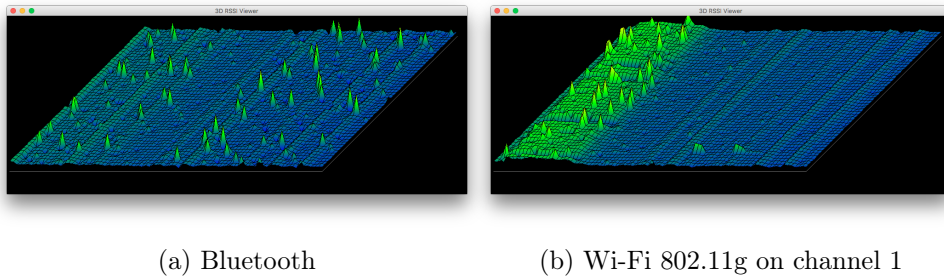 3D RSSI Viewer
3D RSSI Viewer
(a) Bluetooth
(b) Wi-Fi 802.11g on channel 1